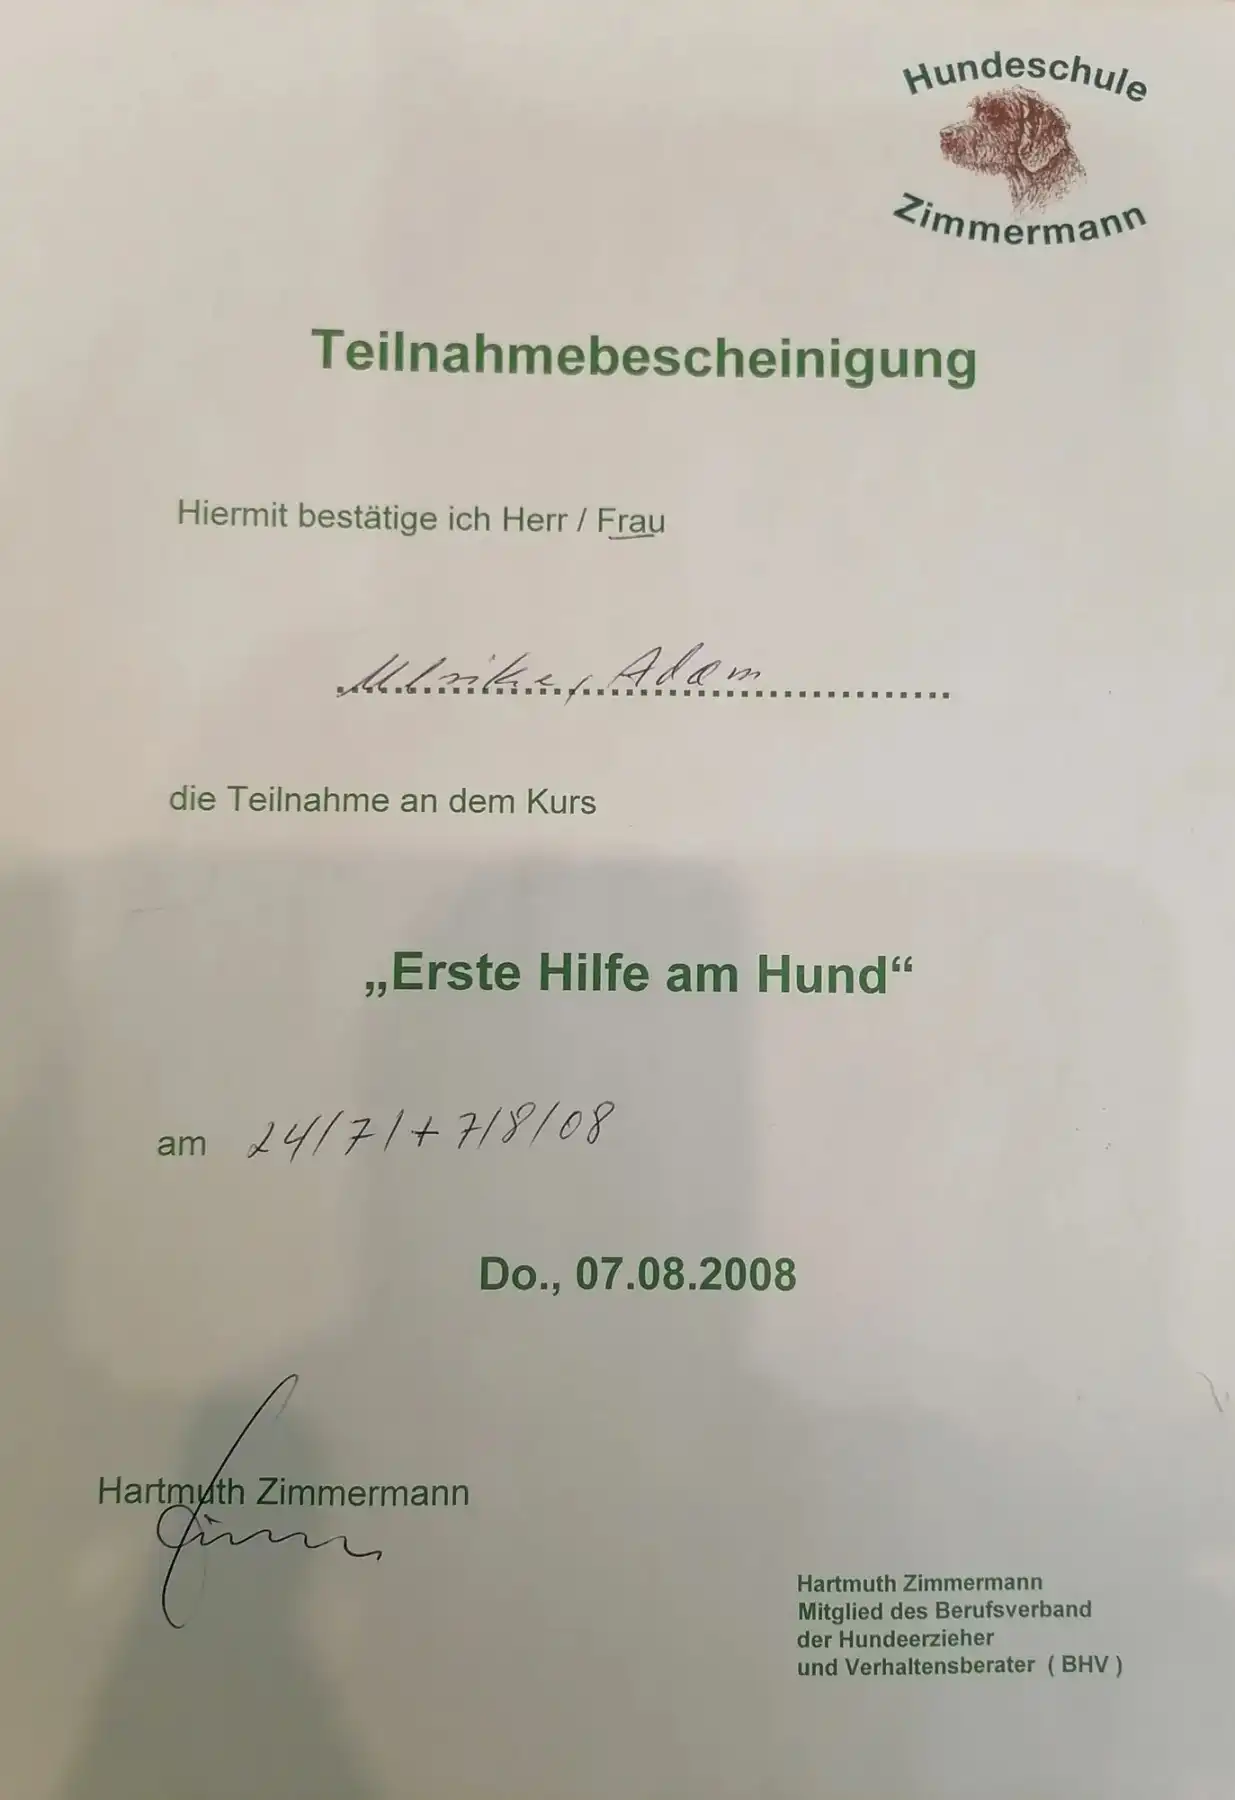 Hundeschule
Zimmermann
Teilnahmebescheinigung
Hiermit bestätige ich Herr / Frau
Ulrike, Adam
die Teilnahme an dem Kurs
„Erste Hilfe am Hund“
am 24/7/+7/8/08
Do., 07.08.2008
Hartmuth Zimmermann
Hartmuth Zimmermann
Mitglied des Berufsverband
der Hundeerzieher
und Verhaltensberater ( BHV )